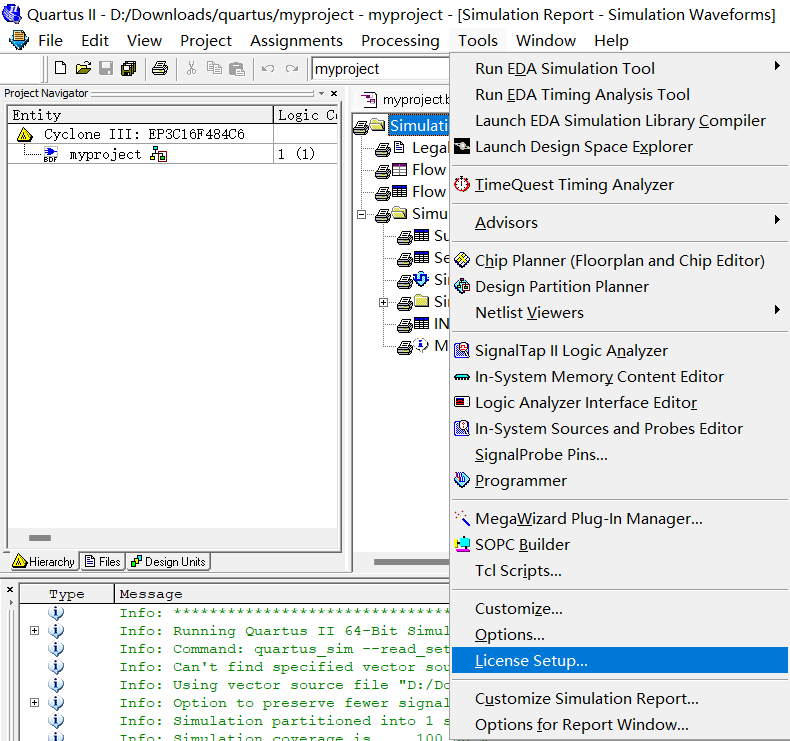 Quartus II - D:/Downloads/quartus/myproject - myproject - [Simulation Report - Simulation Waveforms]
File Edit View Project Assignments Processing Tools Window Help
myproject
Project Navigator
myproject.b
Entity Logic Ce
Cyclone III: EP3C16F484C6
myproject 1 (1)
Simulati
Legal
Flow
Flow
Simu
Su
Se
Sir
Sir
IN
M
Run EDA Simulation Tool
Run EDA Timing Analysis Tool
Launch EDA Simulation Library Compiler
Launch Design Space Explorer
TimeQuest Timing Analyzer
Advisors
Chip Planner (Floorplan and Chip Editor)
Design Partition Planner
Netlist Viewers
SignalTap II Logic Analyzer
In-System Memory Content Editor
Logic Analyzer Interface Editor
In-System Sources and Probes Editor
SignalProbe Pins...
Programmer
MegaWizard Plug-In Manager...
SOPC Builder
Tcl Scripts...
Customize...
Options...
License Setup...
Customize Simulation Report...
Options for Report Window...
Hierarchy Files Design Units
Type Message
Info: *******************************
Info: Running Quartus II 64-Bit Simul
Info: Command: quartus_sim --read_set
Info: Can't find specified vector sou
Info: Using vector source file "D:/Do
Info: Option to preserve fewer signal
Info: Simulation partitioned into 1 s
Info: Simulation coverage is 100